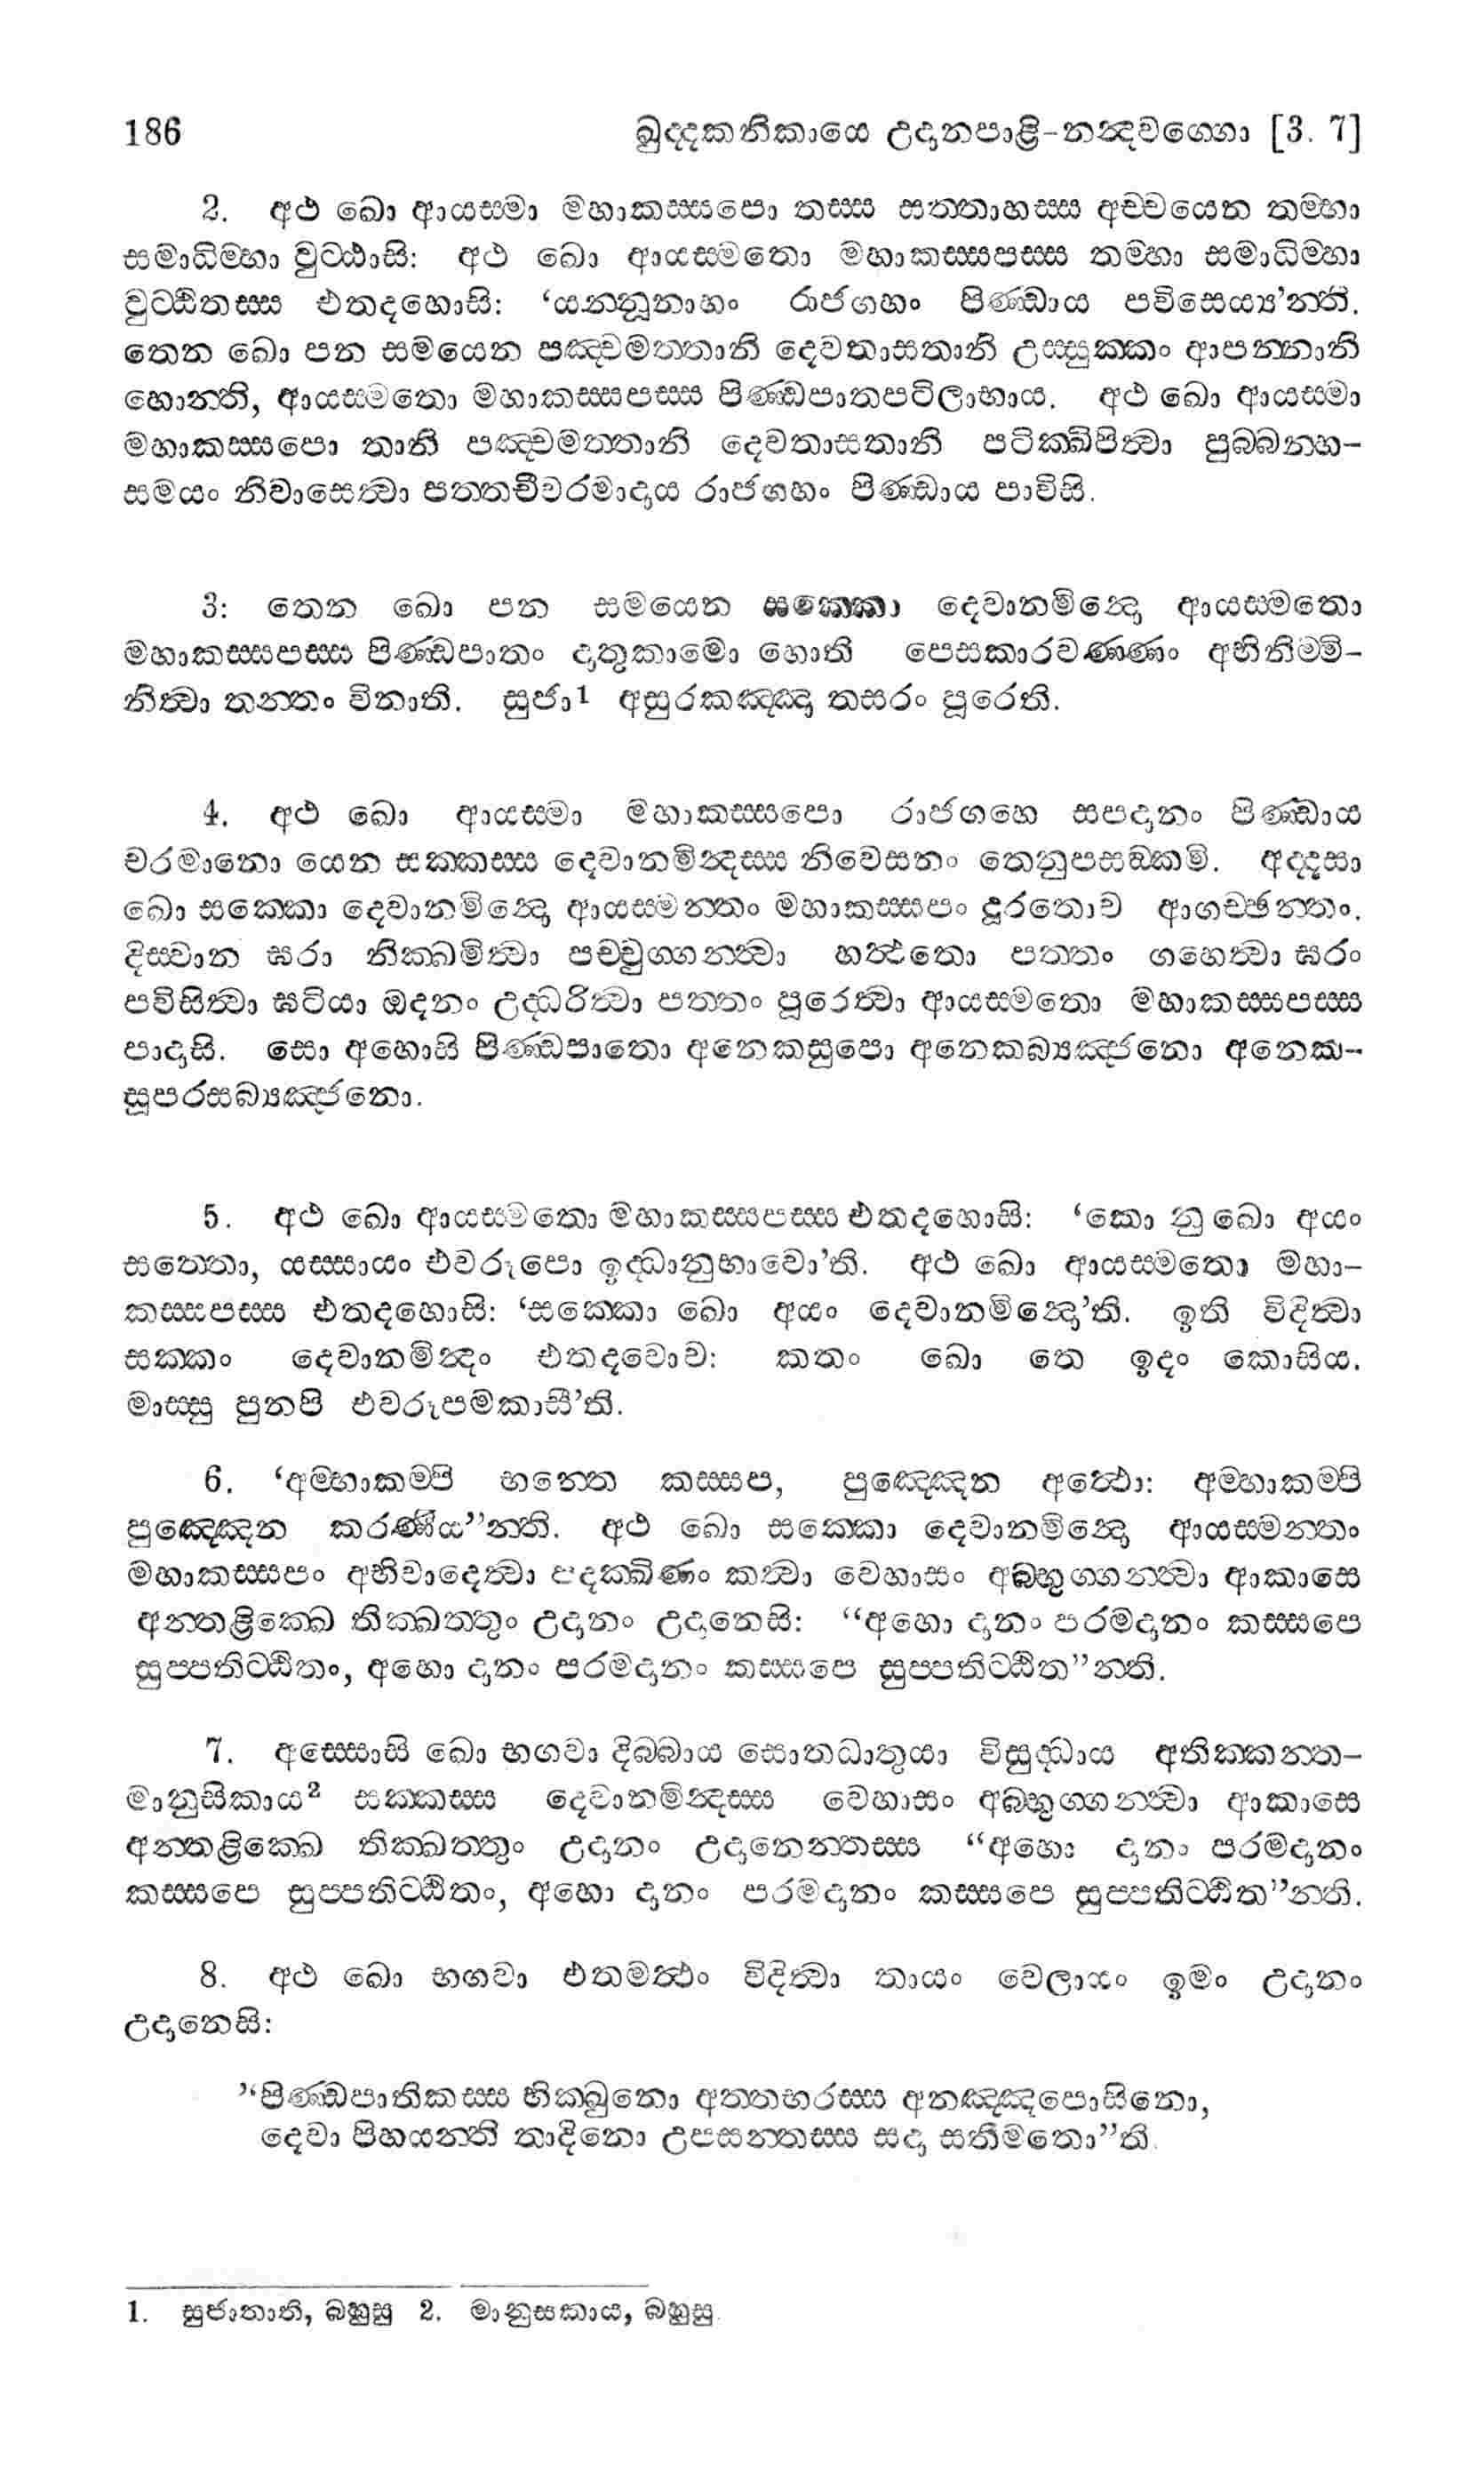 186 ඛුද්දකනිකායෙ උදානපාළි-නන්දවග්ගො [3. 7]
2. අථ ඛො ආයස්මා මහාකස්සපො තස්ස සත්තාහස්ස අච්චයෙන තම්හා
සමාධිම්හා වුට්ඨාසි: අථ ඛො ආයස්මතො මහාකස්සපස්ස තම්හා සමාධිම්හා
වුට්ඨිතස්ස එතදහොසි: ‘යන්නූනාහං රාජගහං පිණ්ඩාය පවිසෙය්‍ය’න්ති.
තෙන ඛො පන සමයෙන පඤ්චමත්තානි දෙවතාසතානි උස්සුක්කං ආපන්නානි
හොන්ති, ආයස්මතො මහාකස්සපස්ස පිණ්ඩපාතපටිලාභාය. අථ ඛො ආයස්මා
මහාකස්සපො තානි පඤ්චමත්තානි දෙවතාසතානි පටික්ඛිපිත්වා පුබ්බන්හ-
සමයං නිවාසෙත්වා පත්තචීවරමාදාය රාජගහං පිණ්ඩාය පාවිසි.
3: තෙන ඛො පන සමයෙන සක්කො දෙවානමින්දො ආයස්මතො
මහාකස්සපස්ස පිණ්ඩපාතං දාතුකාමො හොති පෙසකාරවණ්ණං අභිනිම්මි-
නිත්වා තන්තං විනාති. සුජා1 අසුරකඤ්ඤා තසරං පූරෙති.
4. අථ ඛො ආයස්මා මහාකස්සපො රාජගහෙ සපදානං පිණ්ඩාය
චරමානො යෙන සක්කස්ස දෙවානමින්දස්ස නිවෙසනං තෙනුපසඞ්කමි. අද්දසා
ඛො සක්කො දෙවානමින්දො ආයස්මන්තං මහාකස්සපං දූරතොව ආගච්ඡන්තං.
දිස්වාන ඝරා නික්ඛමිත්වා පච්චුග්ගන්ත්වා හත්ථතො පත්තං ගහෙත්වා ඝරං
පවිසිත්වා ඝටියා ඔදනං උද්ධරිත්වා පත්තං පූරෙත්වා ආයස්මතො මහාකස්සපස්ස
පාදාසි. සො අහොසි පිණ්ඩපාතො අනෙකසුපො අනෙකබ්‍යඤ්ජනො අනෙක-
සූපරසබ්‍යඤ්ජනො.
5. අථ ඛො ආයස්මතො මහාකස්සපස්ස එතදහොසි: ‘කො නු ඛො අයං
සත්තො, යස්සායං එවරූපො ඉද්ධානුභාවො’ති. අථ ඛො ආයස්මතො මහා-
කස්සපස්ස එතදහොසි: ‘සක්කො ඛො අයං දෙවානමින්දො’ති. ඉති විදිත්වා
සක්කං දෙවානමින්දං එතදවොච: කතං ඛො තෙ ඉදං කොසිය.
මාස්සු පුනපි එවරූපමකාසී’ති.
6. ‘අම්හාකම්පි භන්තෙ කස්සප, පුඤ්ඤෙන අත්ථො: අම්හාකම්පි
පුඤ්ඤෙන කරණීය”න්ති. අථ ඛො සක්කො දෙවානමින්දො ආයස්මන්තං
මහාකස්සපං අභිවාදෙත්වා පදක්ඛිණං කත්වා වෙහාසං අබ්භුග්ගන්ත්වා ආකාසෙ
අන්තළික්ඛෙ තික්ඛත්තුං උදානං උදානෙසි: “අහො දානං පරමදානං කස්සපෙ
සුප්පතිට්ඨිතං, අහො දානං පරමදානං කස්සපෙ සුප්පතිට්ඨිත”න්ති.
7. අස්සොසි ඛො භගවා දිබ්බාය සොතධාතුයා විසුද්ධාය අතික්කන්ත-
මානුසිකාය2 සක්කස්ස දෙවානමින්දස්ස වෙහාසං අබ්භුග්ගන්ත්වා ආකාසෙ
අන්තළික්ඛෙ තික්ඛත්තුං උදානං උදානෙන්තස්ස “අහො දානං පරමදානං
කස්සපෙ සුප්පතිට්ඨිතං, අහො දානං පරමදානං කස්සපෙ සුප්පතිට්ඨිත”න්ති.
8. අථ ඛො භගවා එතමත්ථං විදිත්වා තායං වෙලායං ඉමං උදානං
උදානෙසි:
”‘පිණ්ඩපාතිකස්ස භික්ඛුනො අත්තභරස්ස අනඤ්ඤපොසිනො,
දෙවා පිහයන්ති තාදිනො උපසන්තස්ස සදා සතිමතො”ති.
1. සුජාතාති, බහුසු 2. මානුසකාය, බහුසු.